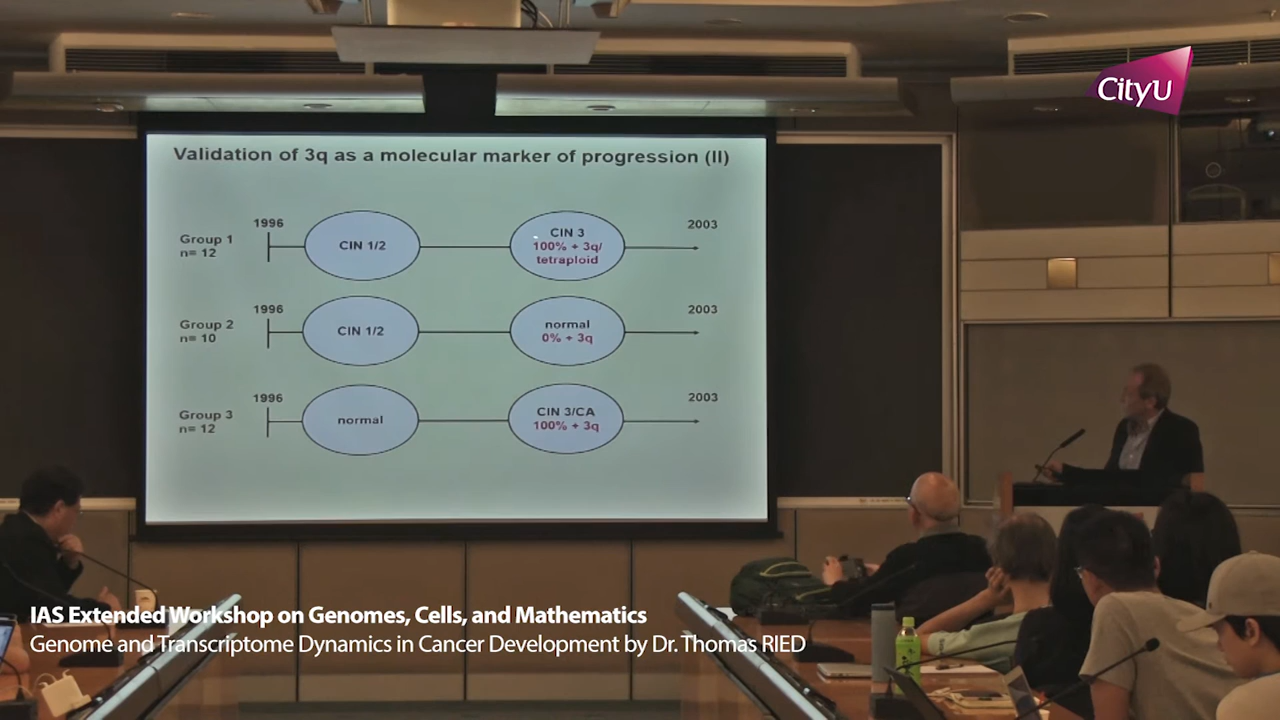 CityU
Validation of 3q as a molecular marker of progression (II)
Group 1
n= 12
1996
CIN 1/2
CIN 3
100% + 3q/
tetraploid
2003
Group 2
n= 10
1996
CIN 1/2
normal
0% + 3q
2003
Group 3
n= 12
1996
normal
CIN 3/CA
100% + 3q
2003
IAS Extended Workshop on Genomes, Cells, and Mathematics
Genome and Transcriptome Dynamics in Cancer Development by Dr. Thomas RIED